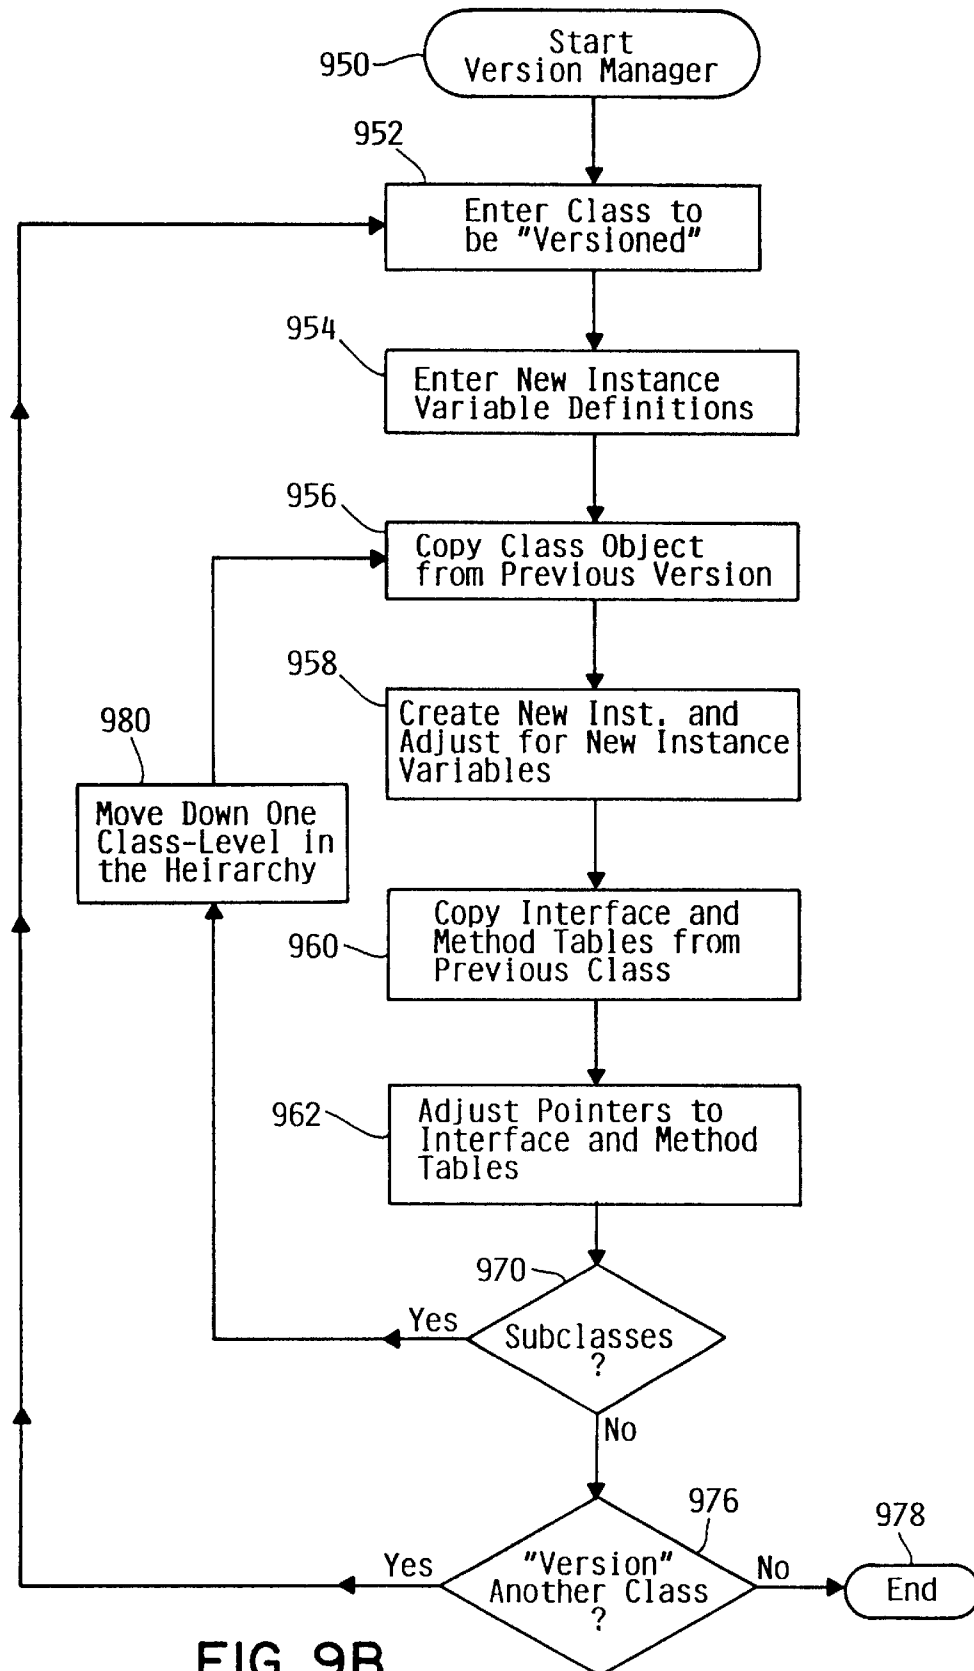 950
Start
Version Manager
952
Enter Class to
be "Versioned"
954
Enter New Instance
Variable Definitions
956
Copy Class Object
from Previous Version
958
Create New Inst. and
Adjust for New Instance
Variables
980
Move Down One
Class-Level in
the Heirarchy
960
Copy Interface and
Method Tables from
Previous Class
962
Adjust Pointers to
Interface and Method
Tables
970
Yes
Subclasses
?
No
976
Yes
"Version"
Another Class
?
No
978
End
FIG. 9B